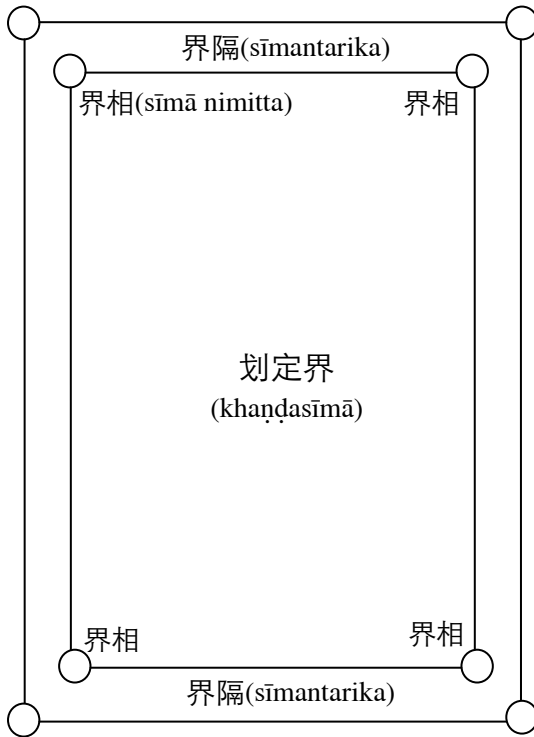 界隔(sīmantarika)
界相(sīmā nimitta)
界相
划定界
(khaṇḍasīmā)
界相
界相
界隔(sīmantarika)